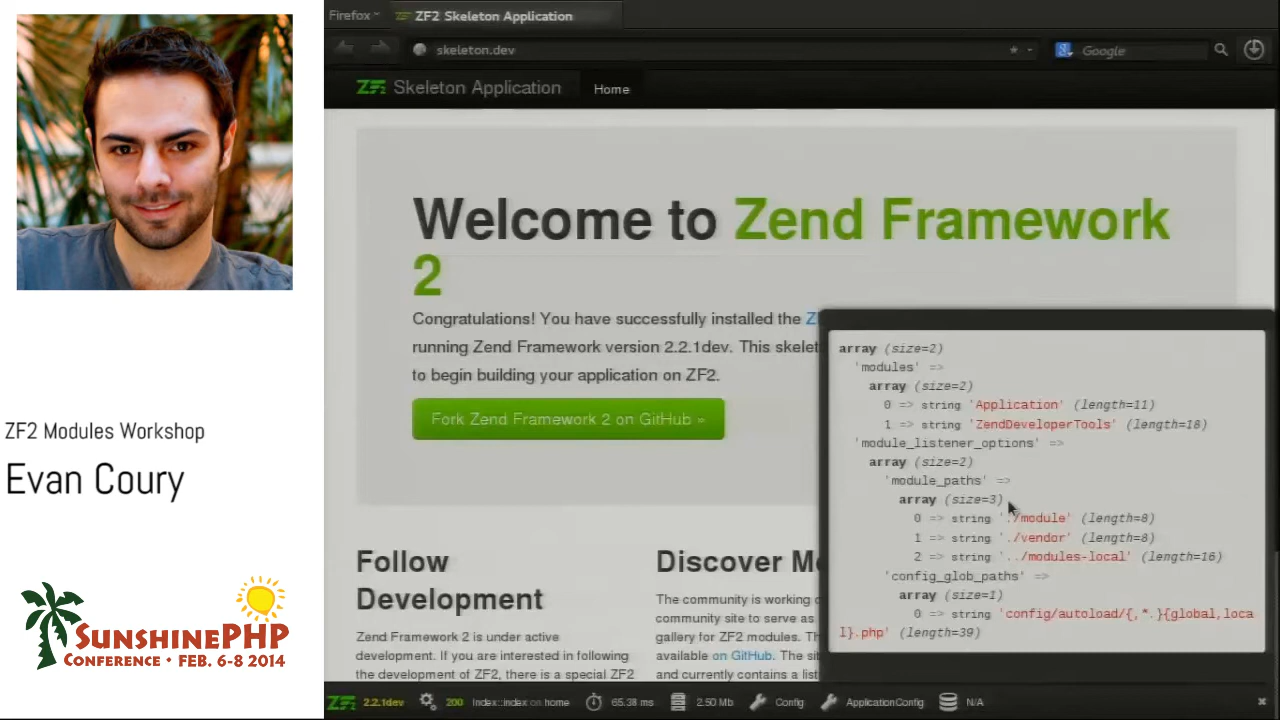 Firefox
ZF2 Skeleton Application
skeleton.dev
Google
ZF2 Skeleton Application
Home
Welcome to Zend Framework
2
Congratulations! You have successfully installed the
running Zend Framework version 2.2.1dev. This skelet
to begin building your application on ZF2.
Fork Zend Framework 2 on GitHub »
array (size=2)
'modules' =>
array (size=2)
0 => string 'Application' (length=11)
1 => string 'ZendDeveloperTools' (length=18)
'module_listener_options' =>
array (size=2)
'module_paths' =>
array (size=3)
0 => string './module' (length=8)
1 => string './vendor' (length=8)
2 => string '../modules-local' (length=16)
'config_glob_paths' =>
array (size=1)
0 => string 'config/autoload/{,*.}{global,loca
l}.php' (length=39)
Follow
Development
Zend Framework 2 is under active
development. If you are interested in following
the development of ZF2, there is a special ZF2
Discover Mo
The community is working o
community site to serve as
gallery for ZF2 modules. Th
available on GitHub. The sit
and currently contains a list
ZF2 2.2.1dev 200 Index::index on home 65.38 ms 2.50 Mb Config ApplicationConfig N/A
ZF2 Modules Workshop
Evan Coury
SUNSHINEPHP
CONFERENCE • FEB. 6-8 2014